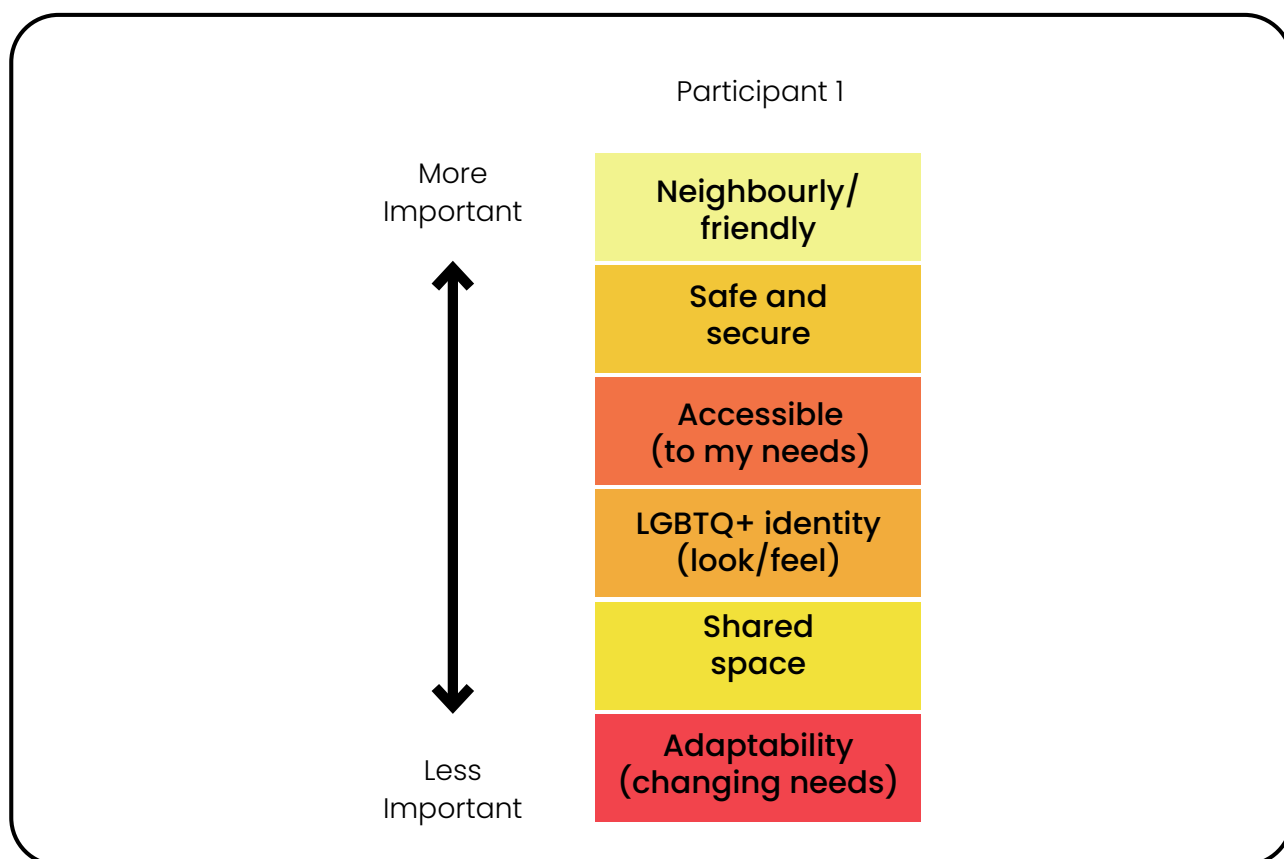 Participant 1
More
Important
Neighbourly/
friendly
Safe and
secure
Accessible
(to my needs)
LGBTQ+ identity
(look/feel)
Shared
space
Adaptability
(changing needs)
Less
Important